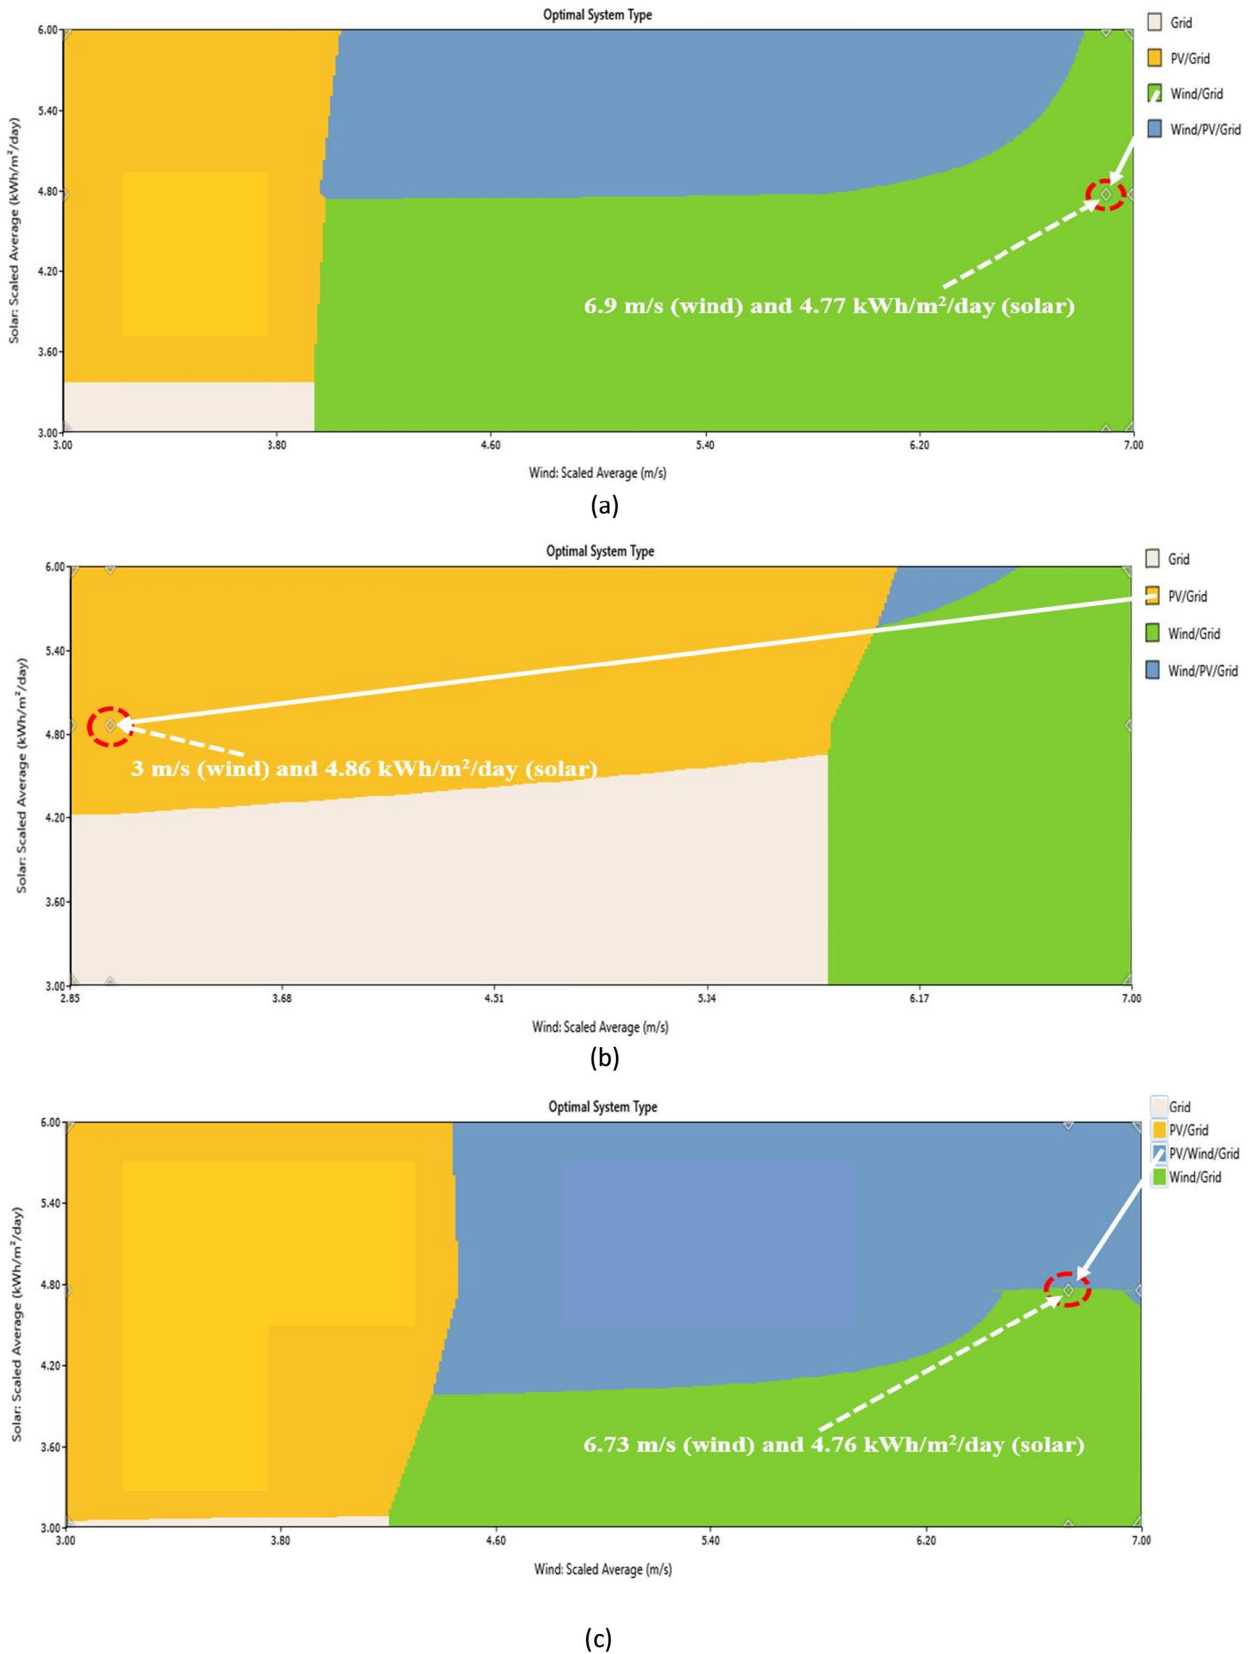 Optimal System Type
6.00
5.40
4.80
4.20
3.60
3.00
Solar: Scaled Average (kWh/m²/day)
3.00 3.80 4.60 5.40 6.20 7.00
Wind: Scaled Average (m/s)
Grid
PV/Grid
Wind/Grid
Wind/PV/Grid
6.9 m/s (wind) and 4.77 kWh/m²/day (solar)
(a)
Optimal System Type
6.00
5.40
4.80
4.20
3.60
3.00
Solar: Scaled Average (kWh/m²/day)
2.85 3.68 4.51 5.34 6.17 7.00
Wind: Scaled Average (m/s)
Grid
PV/Grid
Wind/Grid
Wind/PV/Grid
3 m/s (wind) and 4.86 kWh/m²/day (solar)
(b)
Optimal System Type
6.00
5.40
4.80
4.20
3.60
3.00
Solar: Scaled Average (kWh/m²/day)
3.00 3.80 4.60 5.40 6.20 7.00
Wind: Scaled Average (m/s)
Grid
PV/Grid
PV/Wind/Grid
Wind/Grid
6.73 m/s (wind) and 4.76 kWh/m²/day (solar)
(c)